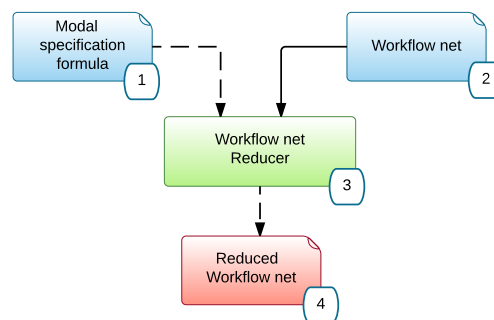 Modal
specification
formula
1
Workflow net
2
Workflow net
Reducer
3
Reduced
Workflow net
4